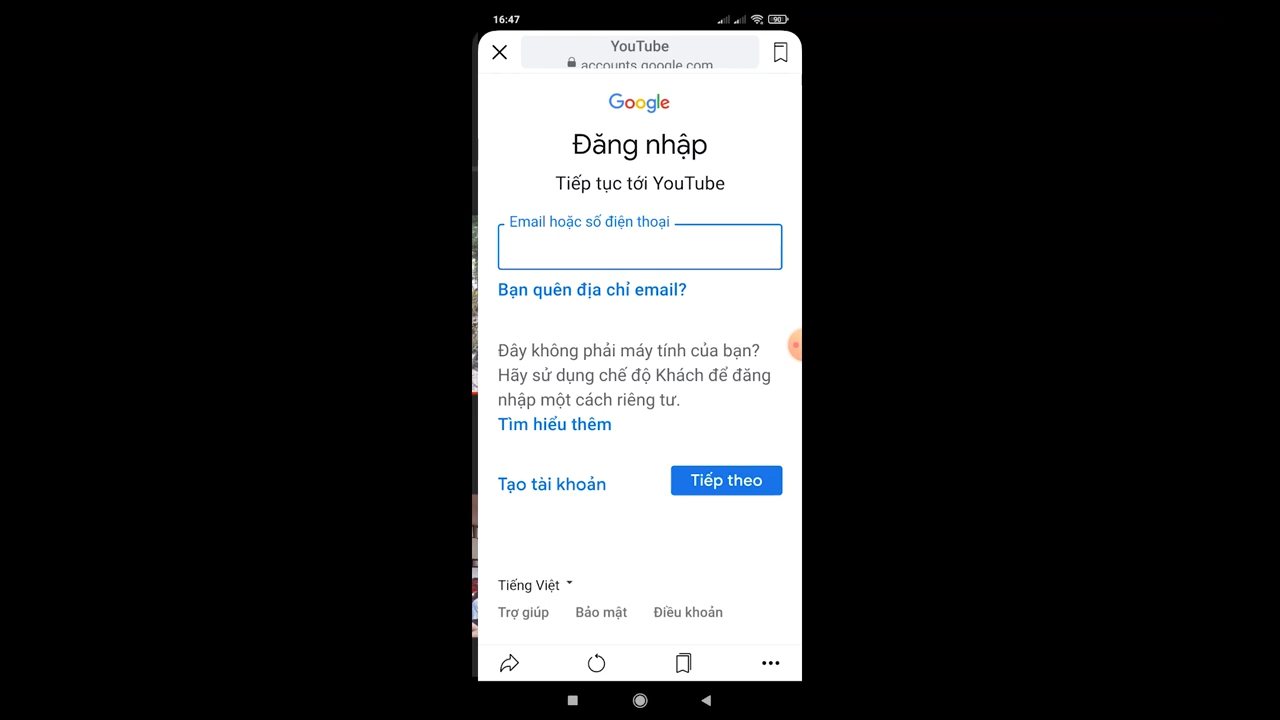 16:47
90
YouTube
accounts.google.com
Google
Đăng nhập
Tiếp tục tới YouTube
Email hoặc số điện thoại
Bạn quên địa chỉ email?
Đây không phải máy tính của bạn?
Hãy sử dụng chế độ Khách để đăng
nhập một cách riêng tư.
Tìm hiểu thêm
Tạo tài khoản
Tiếp theo
Tiếng Việt
Trợ giúp Bảo mật Điều khoản